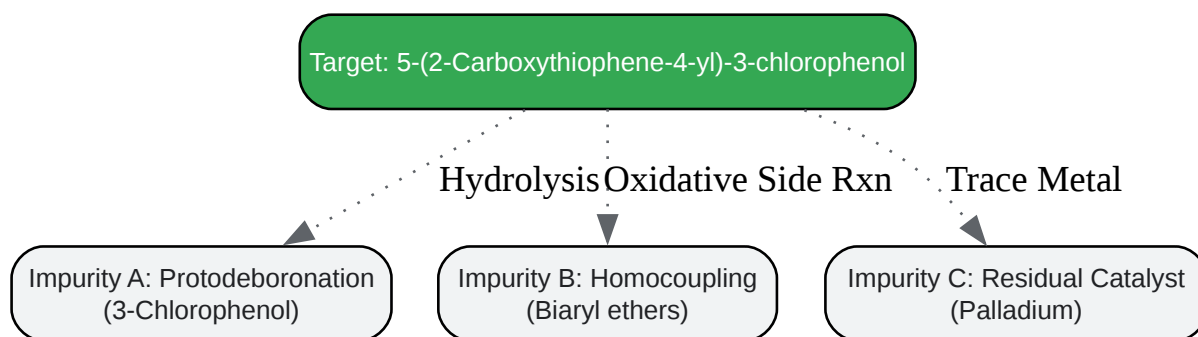 Target: 5-(2-Carboxythiophene-4-yl)-3-chlorophenol
Hydrolysis
Oxidative Side Rxn
Trace Metal
Impurity A: Protodeboronation
(3-Chlorophenol)
Impurity B: Homocoupling
(Biaryl ethers)
Impurity C: Residual Catalyst
(Palladium)